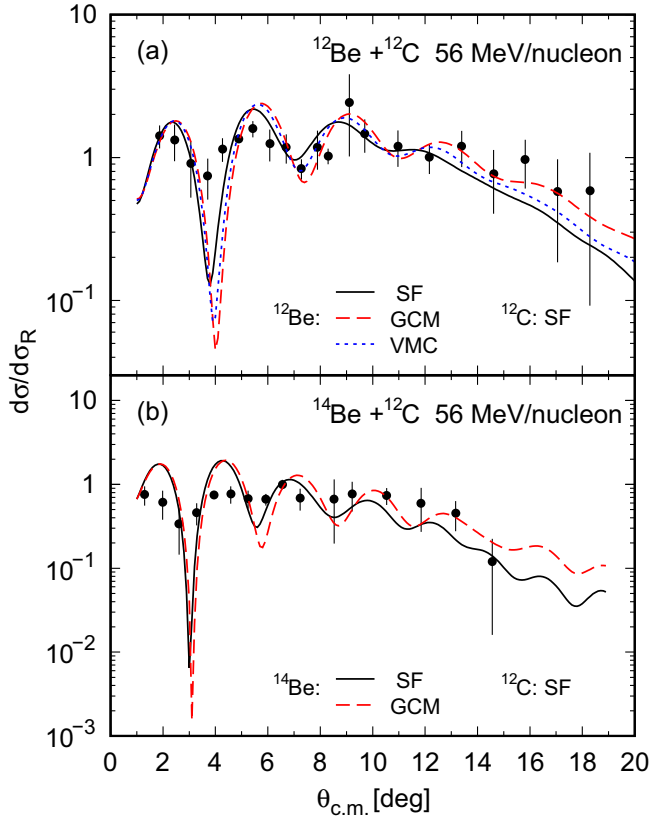 10
(a) ¹²Be +¹²C 56 MeV/nucleon
1
dσ/dσ_R
10⁻¹
SF
¹²Be: GCM ¹²C: SF
VMC
(b) ¹⁴Be +¹²C 56 MeV/nucleon
10
1
10⁻¹
10⁻²
¹⁴Be: SF ¹²C: SF
GCM
10⁻³
0 2 4 6 8 10 12 14 16 18 20
θ_c.m. [deg]